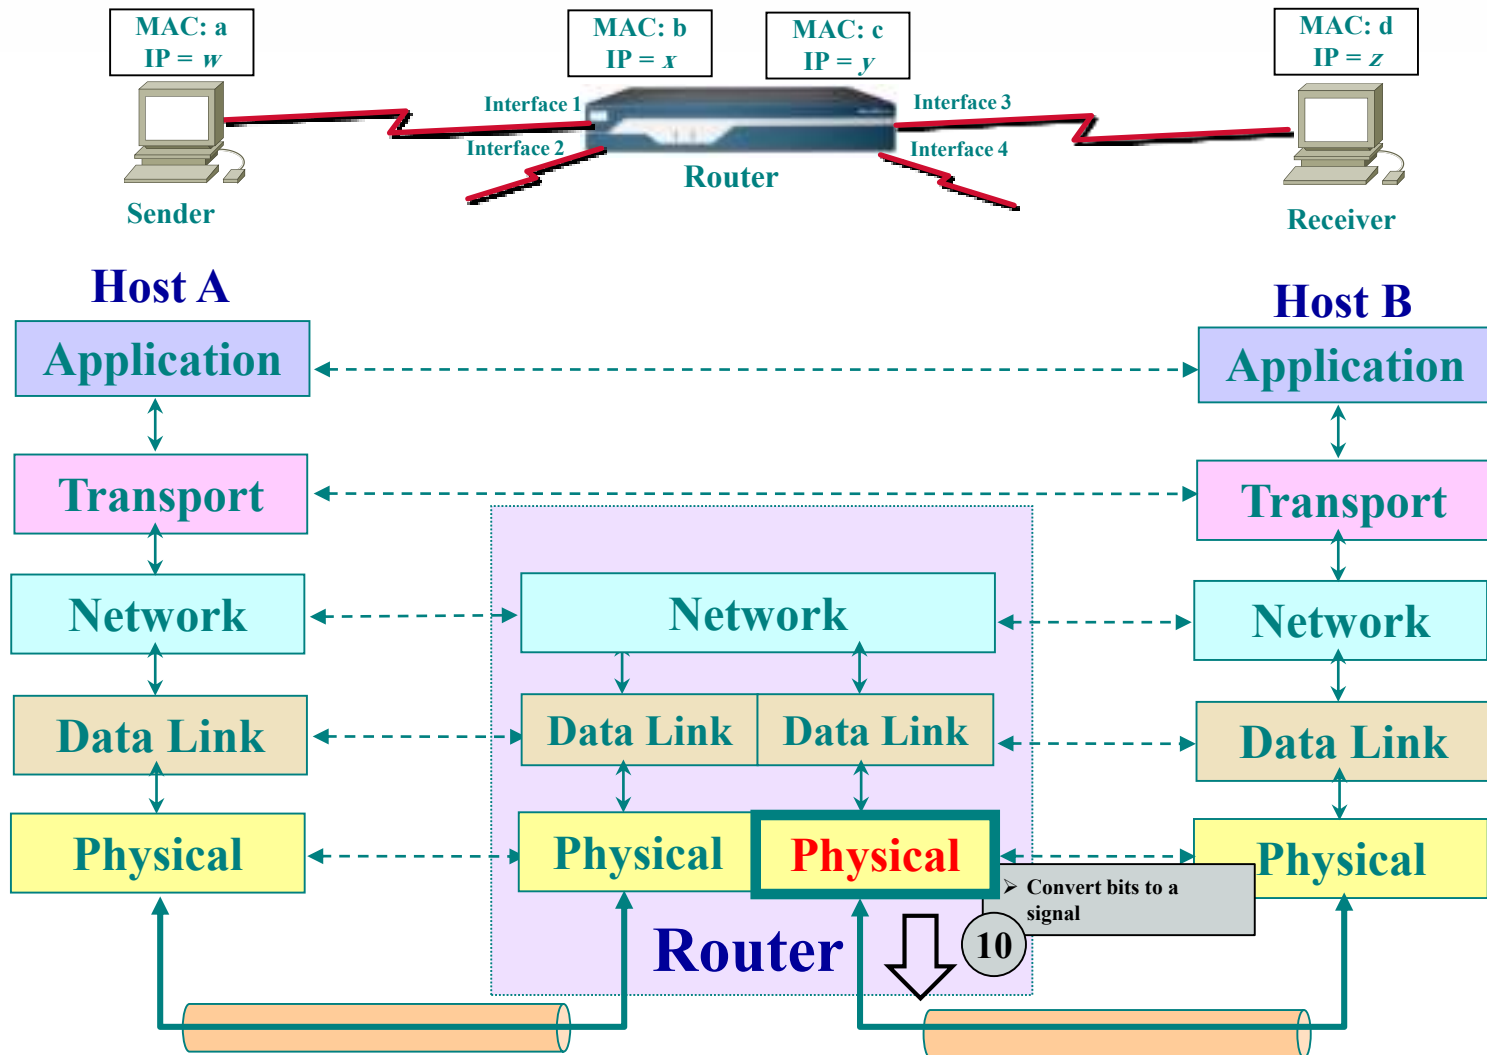 MAC: a
IP = w
MAC: b
IP = x
MAC: c
IP = y
MAC: d
IP = z
Interface 1
Interface 2
Interface 3
Interface 4
Router
Sender
Receiver
Host A
Host B
Application
Application
Transport
Transport
Network
Network
Network
Data Link
Data Link
Data Link
Data Link
Physical
Physical
Physical
Physical
➢ Convert bits to a
signal
10
Router